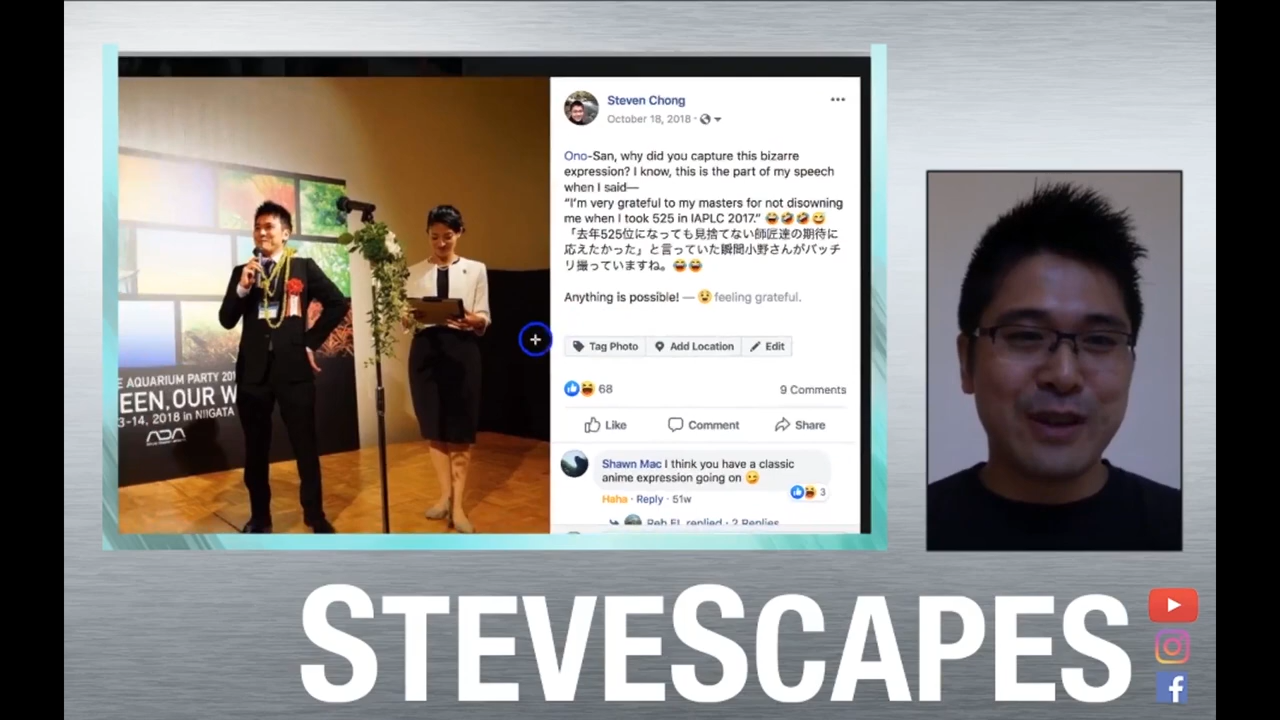 Steven Chong
October 18, 2018
Ono-San, why did you capture this bizarre
expression? I know, this is the part of my speech
when I said—
“I'm very grateful to my masters for not disowning
me when I took 525 in IAPLC 2017.” 😂🤣🤣😅
「去年525位になっても見捨てない師匠達の期待に
応えたかった」と言っていた瞬間小野さんがバッチ
リ撮っていますね。😂😂
Anything is possible! — 😉 feeling grateful.
Tag Photo Add Location Edit
68 9 Comments
Like Comment Share
Shawn Mac I think you have a classic
anime expression going on 😉
3
Haha · Reply · 51w
replied · 2 Replies
E AQUARIUM PARTY 201
EEN, OUR W
3-14, 2018 in NIIGATA
ADA
STEVESCAPES